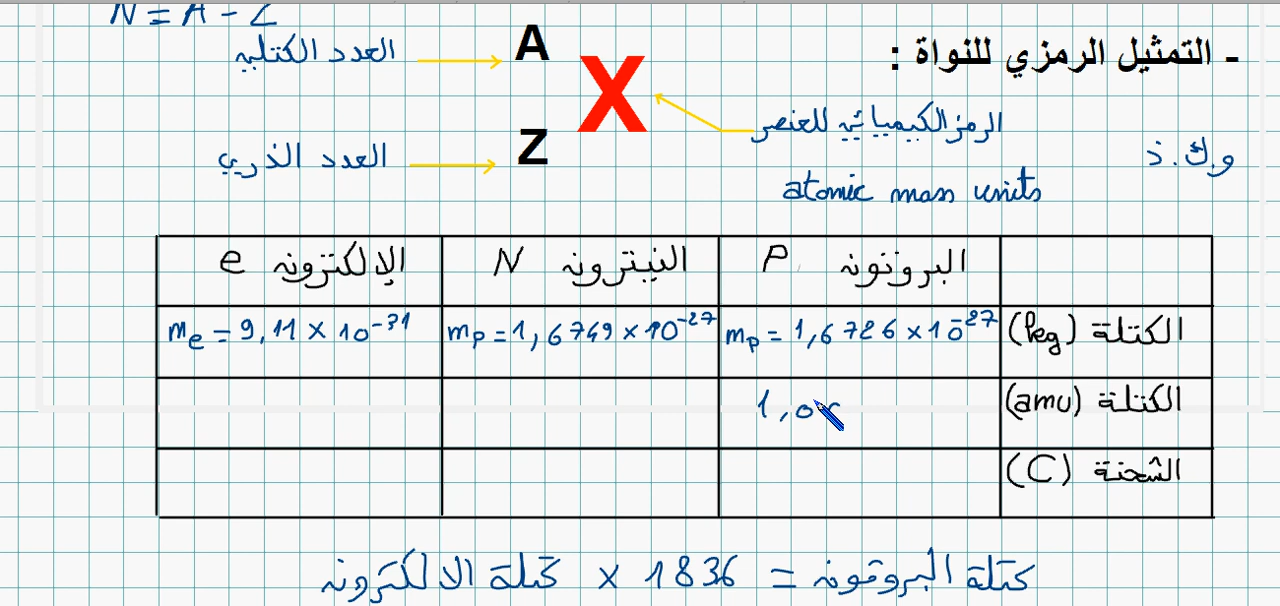 N = A - Z
- التمثيل الرمزي للنواة :
A
العدد الكتلي
X
الرمز الكيميائي للعنصر
Z
العدد الذري
و.ك.ذ
atomic mass units
البروتون P
النيترون N
الإلكترون e
الكتلة (kg)
mp = 1,6726 × 10-27
mp = 1,6749 × 10-27
me = 9,11 × 10-31
الكتلة (amu)
1,0
الشحنة (C)
كتلة البروتون = 1836 × كتلة الالكترون